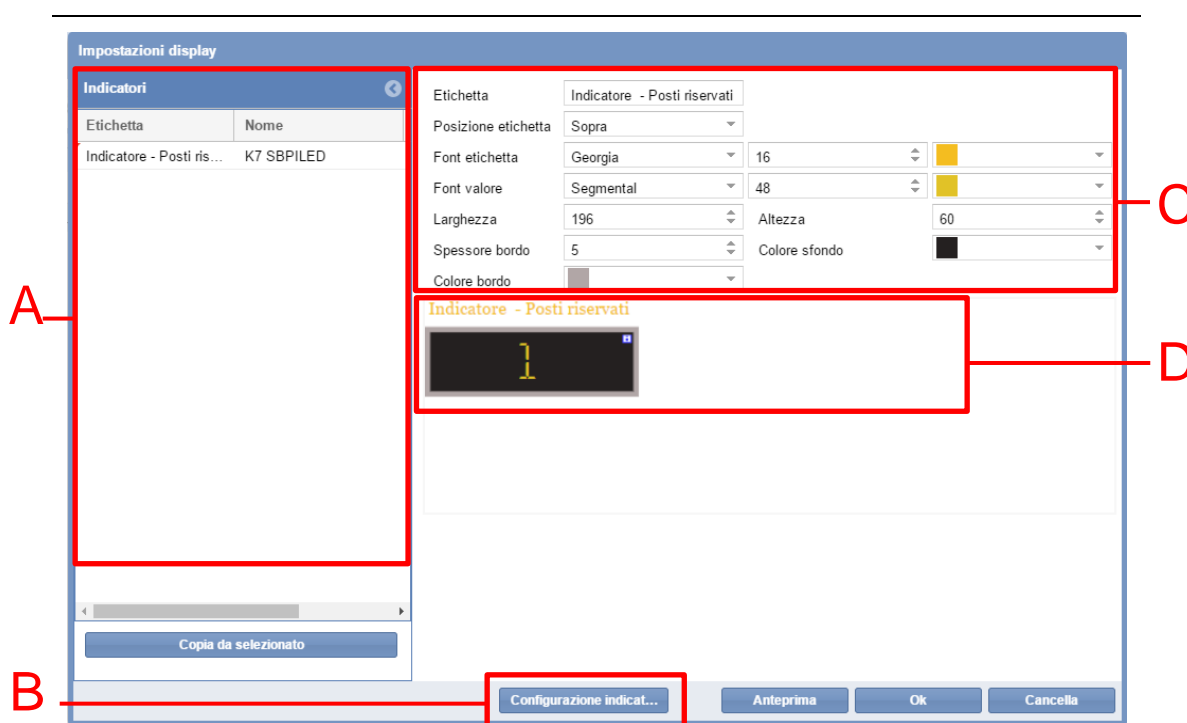 Impostazioni display
Indicatori
Etichetta Nome
Indicatore - Posti ris... K7 SBPILED
Copia da selezionato
Etichetta Indicatore - Posti riservati
Posizione etichetta Sopra
Font etichetta Georgia 16
Font valore Segmental 48
Larghezza 196 Altezza 60
Spessore bordo 5 Colore sfondo
Colore bordo
Indicatore - Posti riservati
1
Configurazione indicat... Anteprima Ok Cancella
A
B
C
D